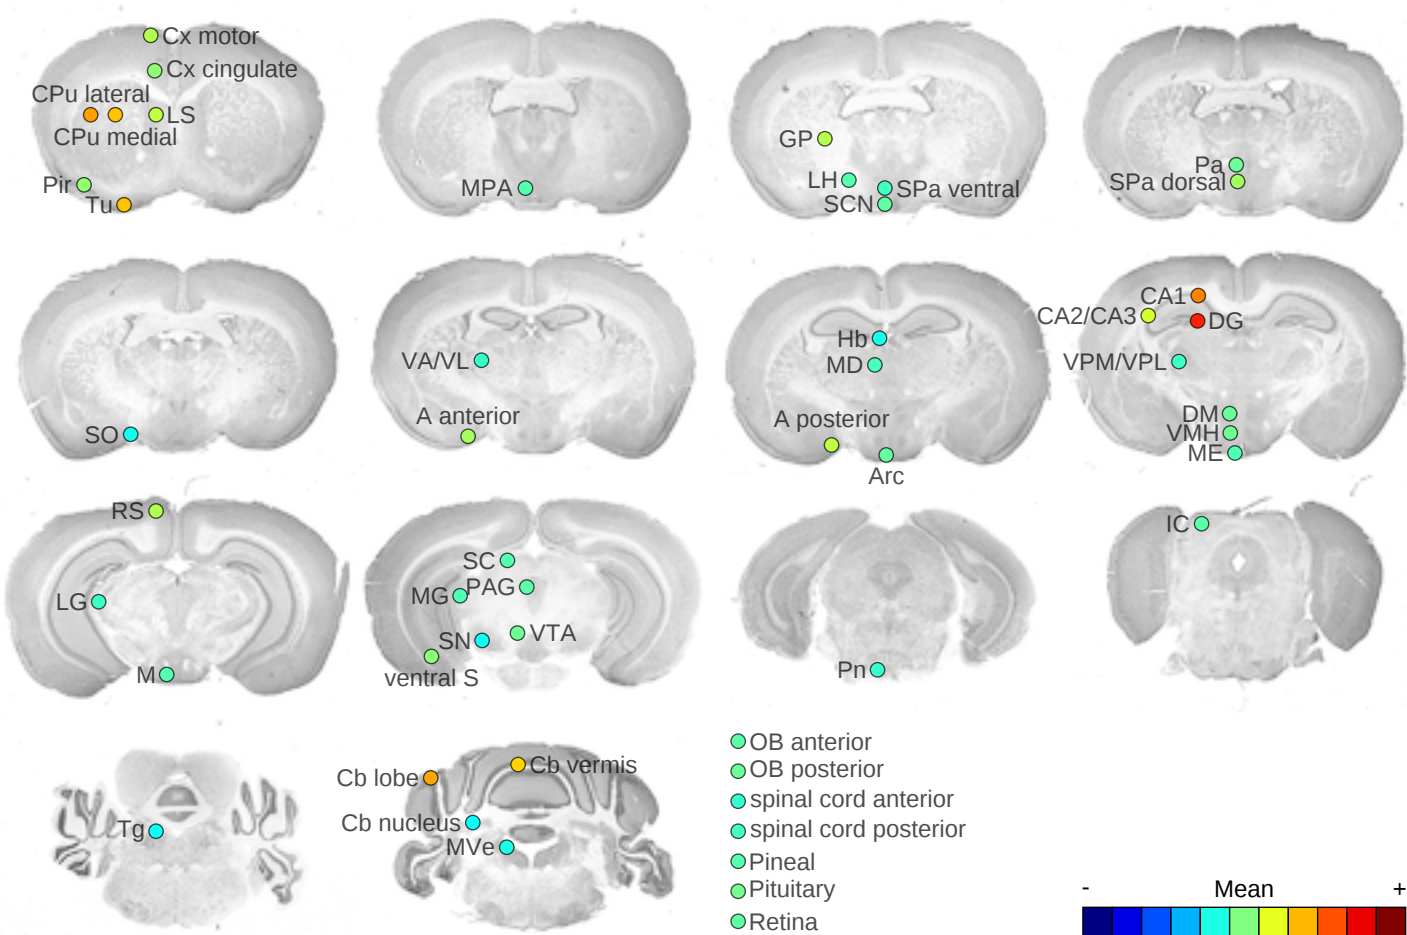 Cx motor
Cx cingulate
CPu lateral
LS
CPu medial
Pir
Tu
MPA
GP
LH
SPa ventral
SCN
Pa
SPa dorsal
SO
VA/VL
A anterior
Hb
MD
A posterior
Arc
CA1
CA2/CA3
DG
VPM/VPL
DM
VMH
ME
RS
LG
M
SC
PAG
MG
SN
VTA
ventral S
Pn
IC
Tg
Cb lobe
Cb vermis
Cb nucleus
MVe
OB anterior
OB posterior
spinal cord anterior
spinal cord posterior
Pineal
Pituitary
Retina
- Mean +